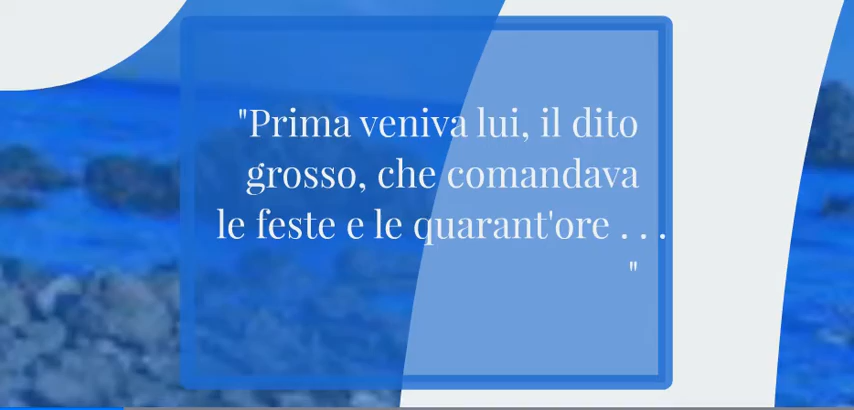 "Prima veniva lui, il dito
grosso, che comandava
le feste e le quarant'ore . . .
"